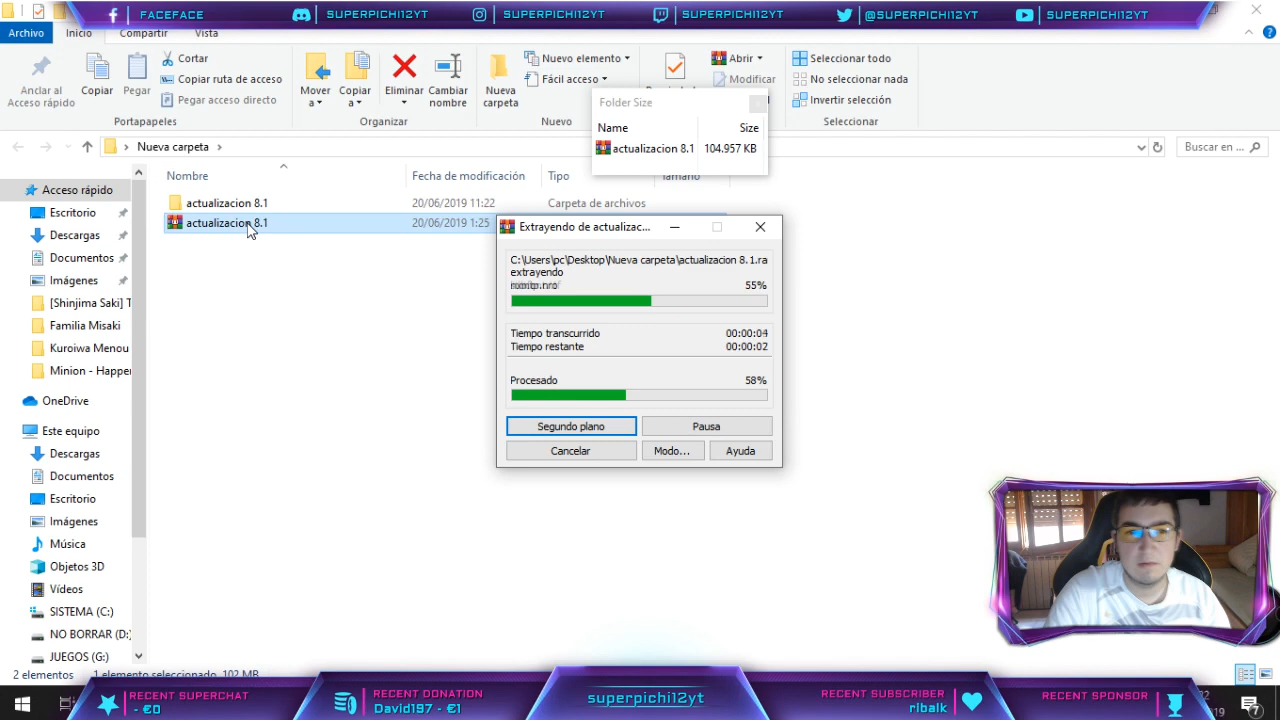 FACEFACE
SUPERPICHI12YT
SUPERPICHI12YT
SUPERPICHI12YT
@SUPERPICHI12YT
SUPERPICHI12YT
Archivo
Inicio
Compartir
Vista
Anclar al
Acceso rápido
Copiar
Pegar
Cortar
Copiar ruta de acceso
Pegar acceso directo
Portapapeles
Mover
a
Copiar
a
Eliminar
Cambiar
nombre
Organizar
Nueva
carpeta
Nuevo elemento
Fácil acceso
Nuevo
Abrir
Modificar
Seleccionar todo
No seleccionar nada
Invertir selección
Seleccionar
Folder Size
Name
Size
actualizacion 8.1
104.957 KB
Nueva carpeta
Buscar en ...
Nombre
Fecha de modificación
Tipo
Tamaño
actualizacion 8.1
20/06/2019 11:22
Carpeta de archivos
actualizacion 8.1
20/06/2019 1:25
Acceso rápido
Escritorio
Descargas
Documentos
Imágenes
[Shinjima Saki] T
Familia Misaki
Kuroiwa Menou
Minion - Happer
OneDrive
Este equipo
Descargas
Documentos
Escritorio
Imágenes
Música
Objetos 3D
Vídeos
SISTEMA (C:)
NO BORRAR (D:)
JUEGOS (G:)
Extrayendo de actualizac...
C:\Users\pc\Desktop\Nueva carpeta\actualizacion 8.1.ra
extrayendo
55%
Tiempo transcurrido
00:00:04
Tiempo restante
00:00:02
Procesado
58%
Segundo plano
Pausa
Cancelar
Modo...
Ayuda
2 elementos
1 elemento seleccionado 102 MB
RECENT SUPERCHAT
- €0
RECENT DONATION
David197 - €1
superpichi12yt
RECENT SUBSCRIBER
ribalk
RECENT SPONSOR
7